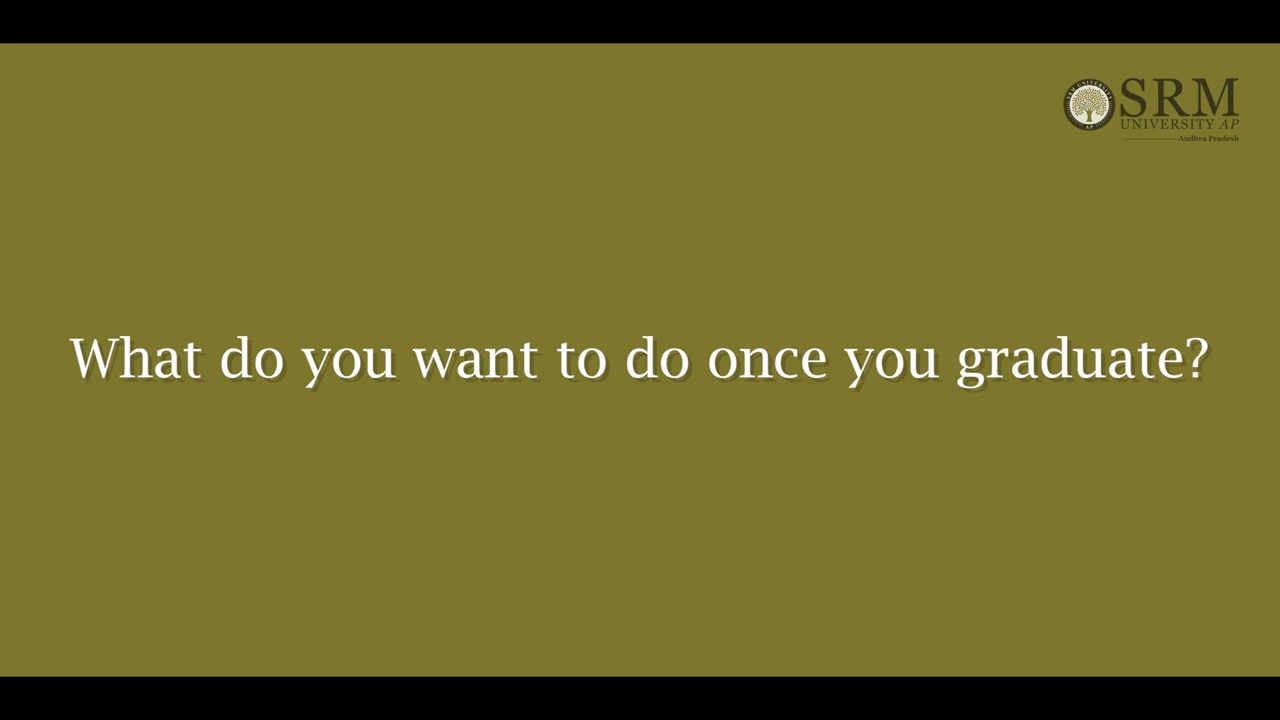 SRM
UNIVERSITY AP
Andhra Pradesh
What do you want to do once you graduate?